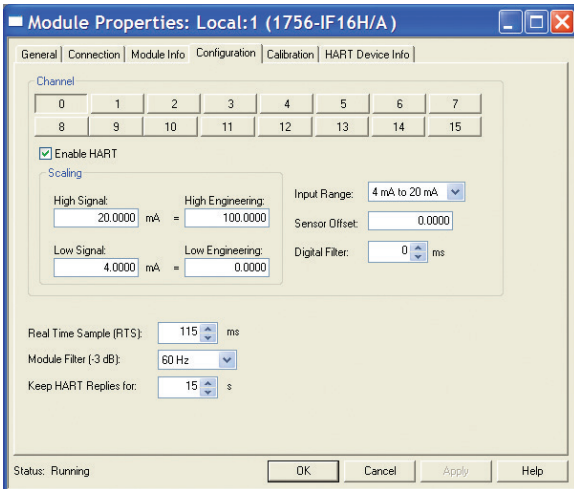 Module Properties: Local:1 (1756-IF16H/A)
General Connection Module Info Configuration Calibration HART Device Info
Channel
0 1 2 3 4 5 6 7
8 9 10 11 12 13 14 15
Enable HART
Scaling
High Signal: High Engineering:
20.0000 mA = 100.0000
Low Signal: Low Engineering:
4.0000 mA = 0.0000
Input Range: 4 mA to 20 mA
Sensor Offset: 0.0000
Digital Filter: 0 ms
Real Time Sample (RTS): 115 ms
Module Filter (-3 dB): 60 Hz
Keep HART Replies for: 15 s
Status: Running OK Cancel Apply Help